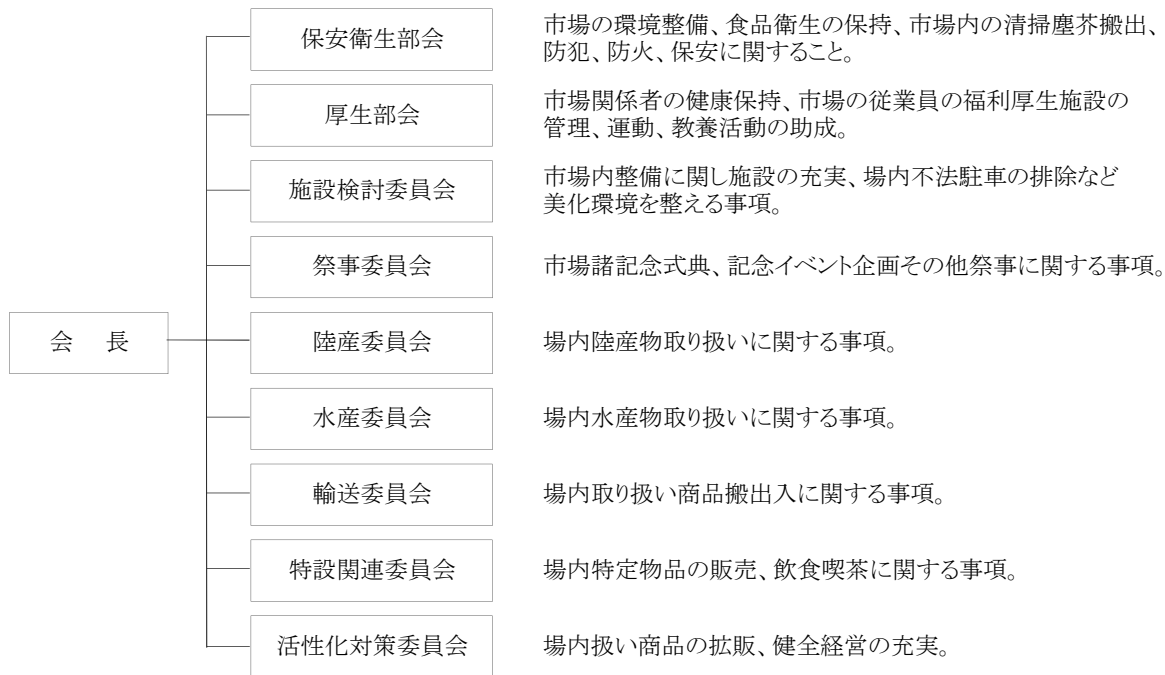 保安衛生部会
市場の環境整備、食品衛生の保持、市場内の清掃塵芥搬出、
防犯、防火、保安に関すること。
厚生部会
市場関係者の健康保持、市場の従業員の福利厚生施設の
管理、運動、教養活動の助成。
施設検討委員会
市場内整備に関し施設の充実、場内不法駐車の排除など
美化環境を整える事項。
祭事委員会
市場諸記念式典、記念イベント企画その他祭事に関する事項。
会 長
陸産委員会
場内陸産物取り扱いに関する事項。
水産委員会
場内水産物取り扱いに関する事項。
輸送委員会
場内取り扱い商品搬出入に関する事項。
特設関連委員会
場内特定物品の販売、飲食喫茶に関する事項。
活性化対策委員会
場内扱い商品の拡販、健全経営の充実。